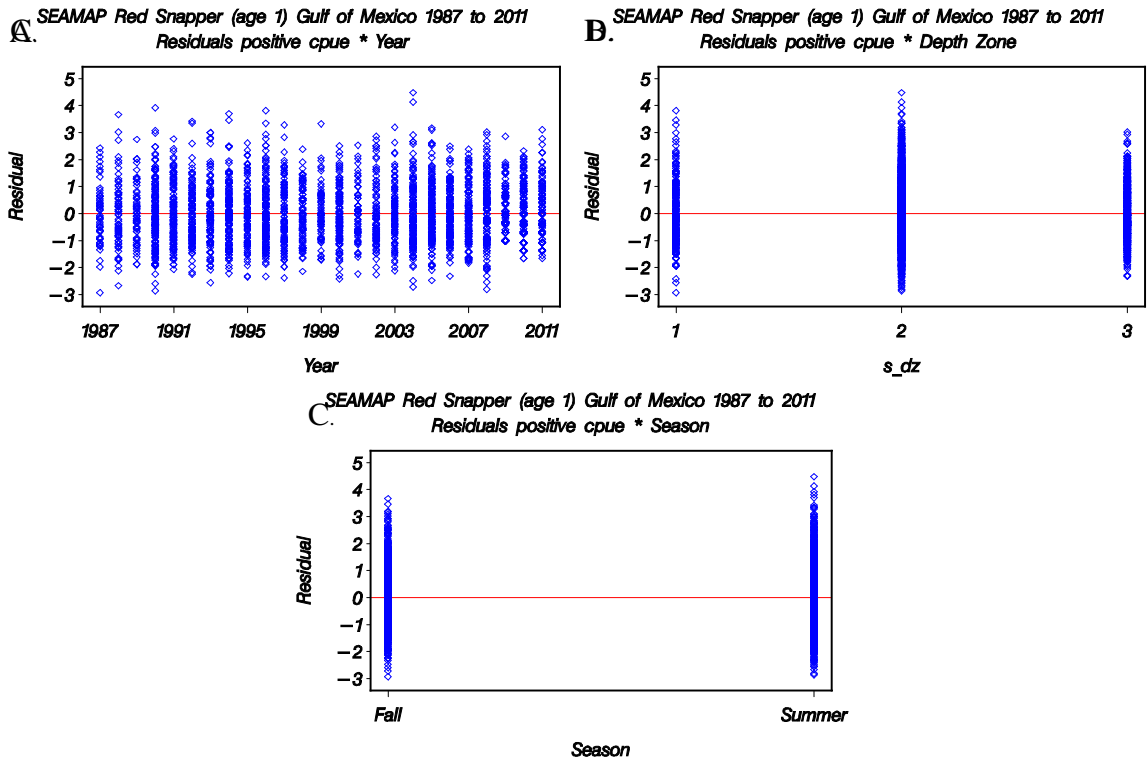 SEAMAP Red Snapper (age 1) Gulf of Mexico 1987 to 2011
Residuals positive cpue * Year
5
4
3
2
1
0
−1
−2
−3
Residual
1987 1991 1995 1999 2003 2007 2011
Year
SEAMAP Red Snapper (age 1) Gulf of Mexico 1987 to 2011
Residuals positive cpue * Depth Zone
5
4
3
2
1
0
−1
−2
−3
Residual
1 2 3
s_dz
C.
SEAMAP Red Snapper (age 1) Gulf of Mexico 1987 to 2011
Residuals positive cpue * Season
5
4
3
2
1
0
−1
−2
−3
Residual
Fall Summer
Season